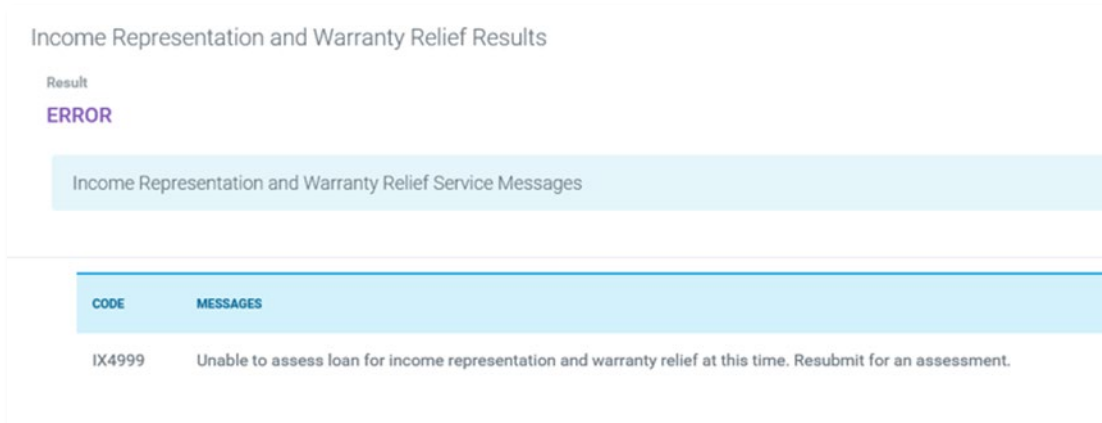 Income Representation and Warranty Relief Results
Result
ERROR
Income Representation and Warranty Relief Service Messages
CODE MESSAGES
IX4999 Unable to assess loan for income representation and warranty relief at this time. Resubmit for an assessment.